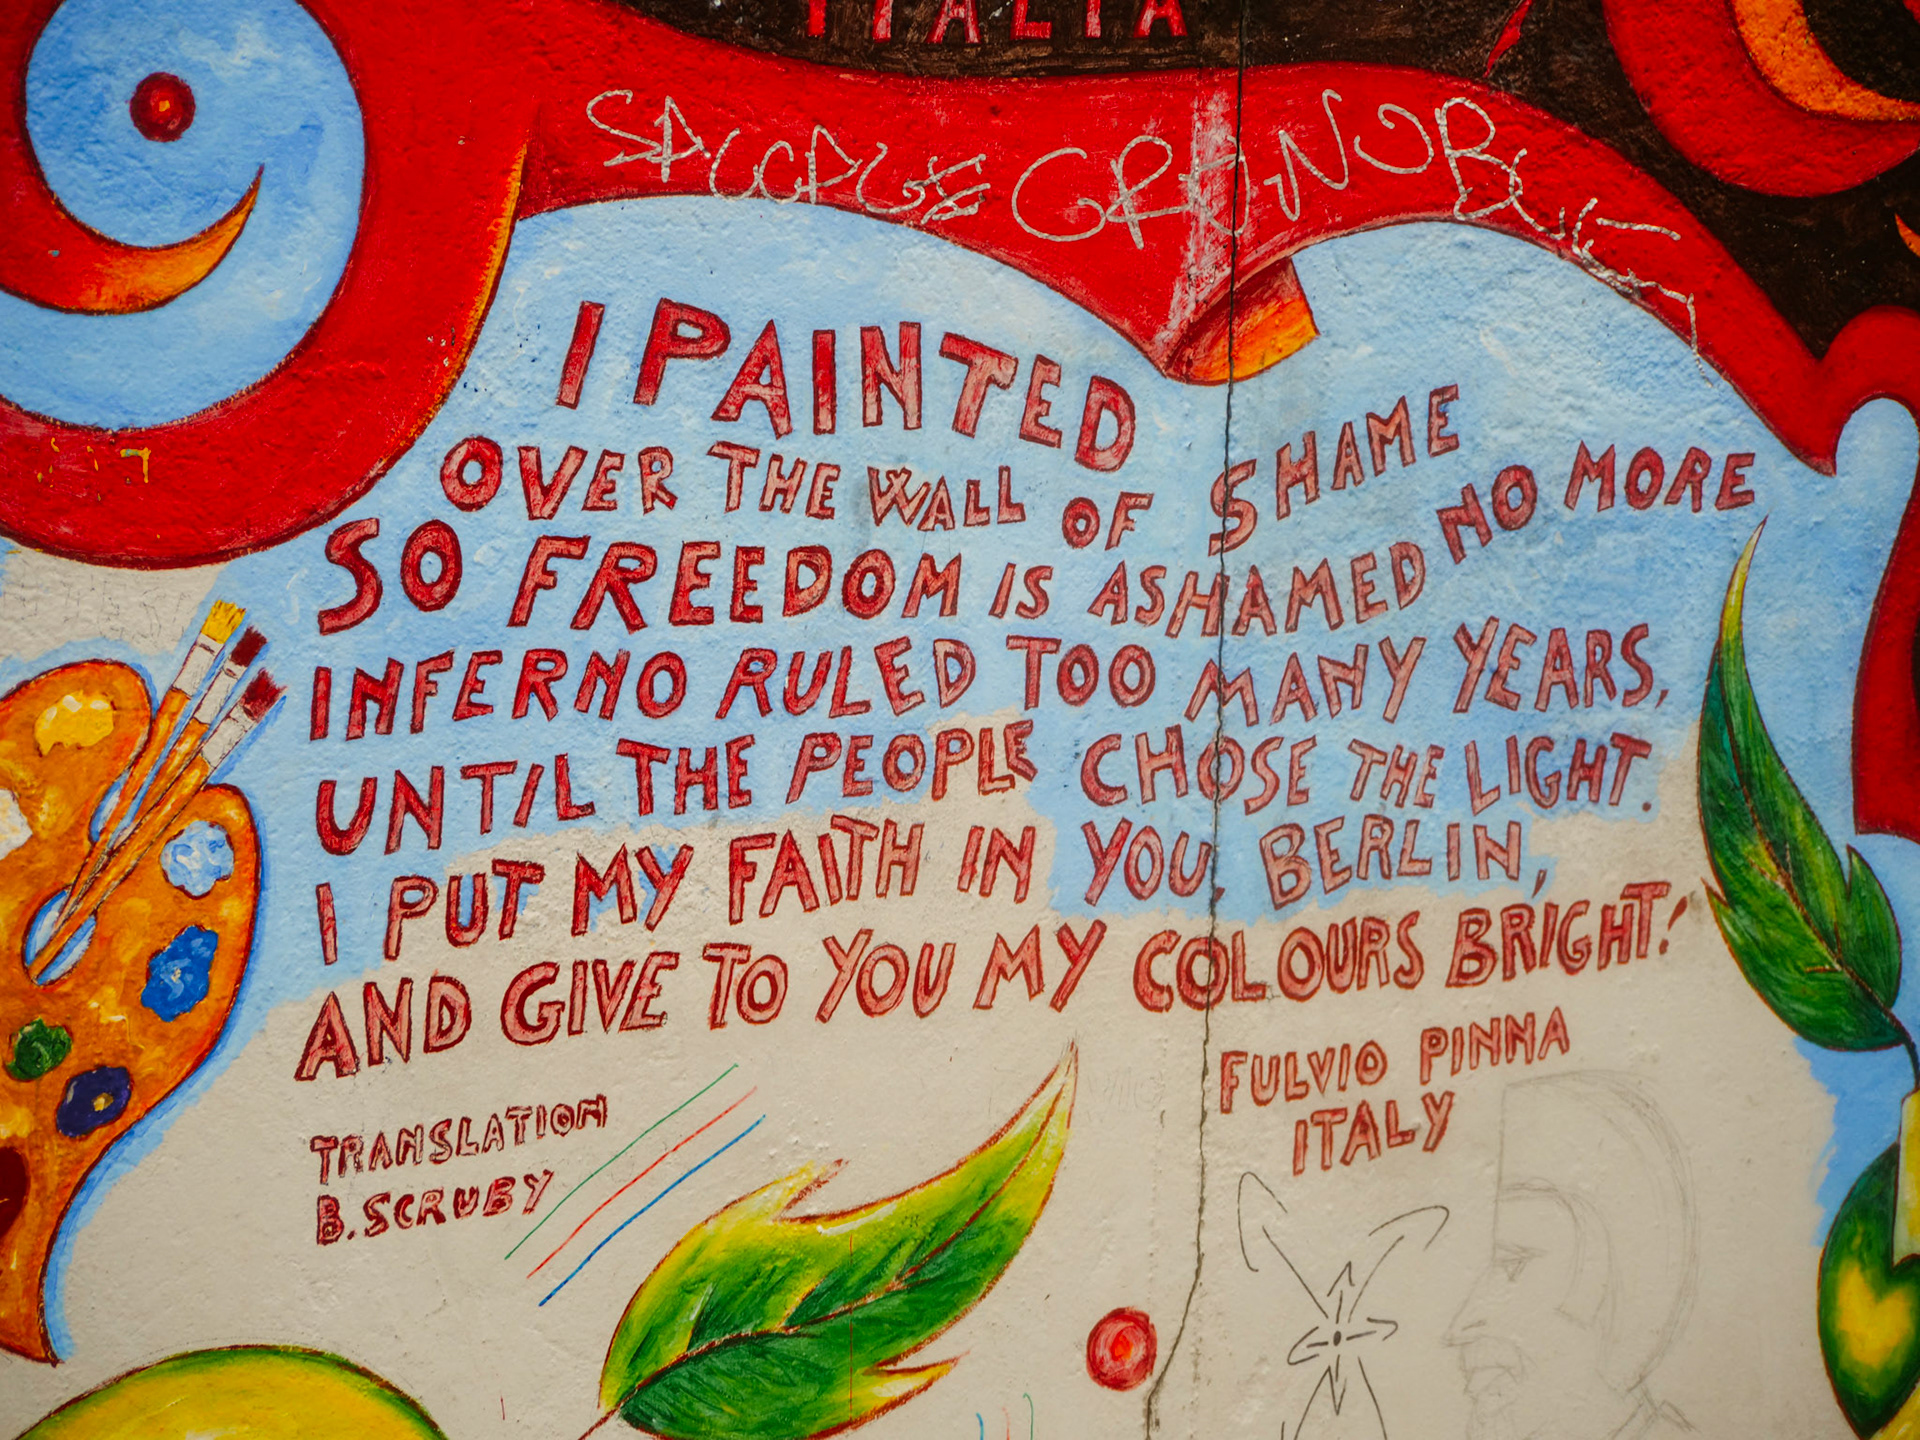 ITALIA
I PAINTED
OVER THE WALL OF SHAME
SO FREEDOM IS ASHAMED NO MORE
INFERNO RULED TOO MANY YEARS,
UNTIL THE PEOPLE CHOSE THE LIGHT.
I PUT MY FAITH IN YOU, BERLIN,
AND GIVE TO YOU MY COLOURS BRIGHT!
FULVIO PINNA
ITALY
TRANSLATION
B. SCRUBY